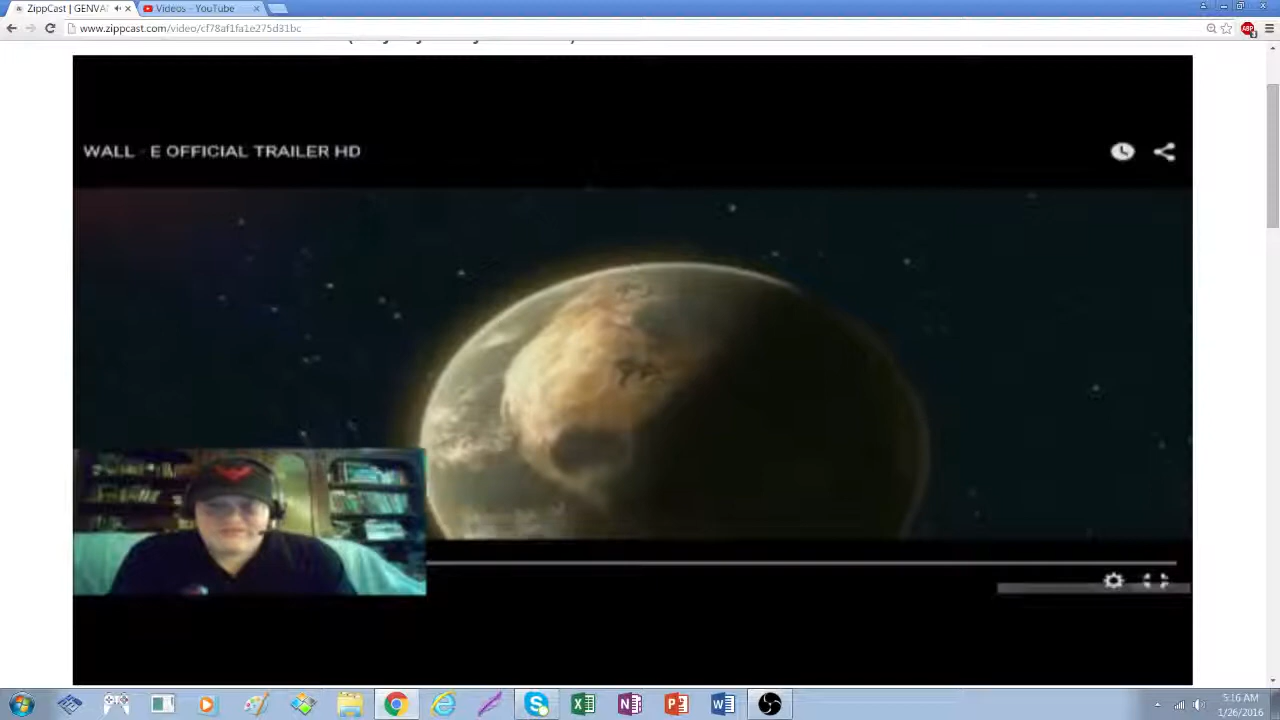 ZippCast | GENVA
Videos - YouTube
www.zippcast.com/video/cf78af1fa1e275d31bc
ABP
WALL - E OFFICIAL TRAILER HD
5:16 AM
1/26/2016